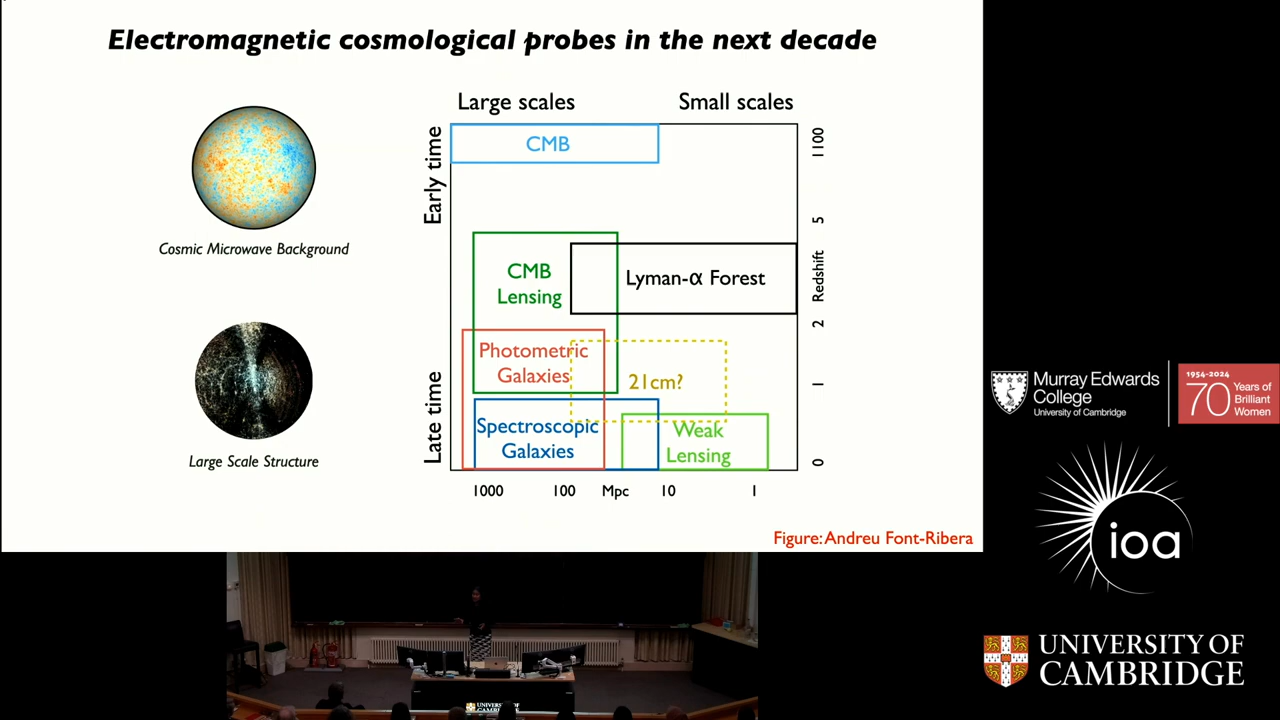 Electromagnetic cosmological probes in the next decade
Large scales
Small scales
Early time
Late time
CMB
CMB
Lensing
Lyman-α Forest
Photometric
Galaxies
21cm?
Spectroscopic
Galaxies
Weak
Lensing
1100
5
Redshift
2
1
0
1000
100
Mpc
10
1
Cosmic Microwave Background
Large Scale Structure
Figure: Andreu Font-Ribera
Murray Edwards
College
University of Cambridge
1954-2024
70
Years of
Brilliant
Women
ioa
UNIVERSITY OF
CAMBRIDGE
UNIVERSITY OF
CAMBRIDGE